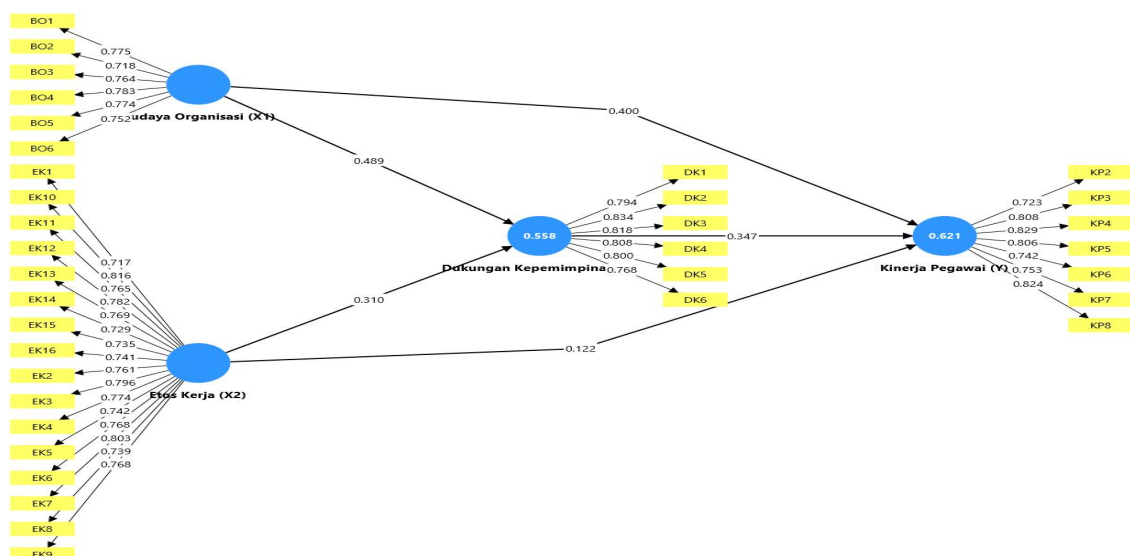 BO1
BO2
BO3
BO4
BO5
BO6
0.775
0.718
0.764
0.783
0.774
0.752
udaya Organisasi (X1)
EK1
EK10
EK11
EK12
EK13
EK14
EK15
EK16
EK2
EK3
EK4
EK5
EK6
EK7
EK8
EK9
0.717
0.816
0.765
0.782
0.769
0.729
0.735
0.741
0.761
0.796
0.774
0.742
0.768
0.803
0.739
0.768
Etos Kerja (X2)
0.489
0.310
0.400
0.347
0.122
0.558
Dukungan Kepemimpina
0.794
0.834
0.818
0.808
0.800
0.768
DK1
DK2
DK3
DK4
DK5
DK6
0.621
Kinerja Pegawai (Y)
0.723
0.808
0.829
0.806
0.742
0.753
0.824
KP2
KP3
KP4
KP5
KP6
KP7
KP8